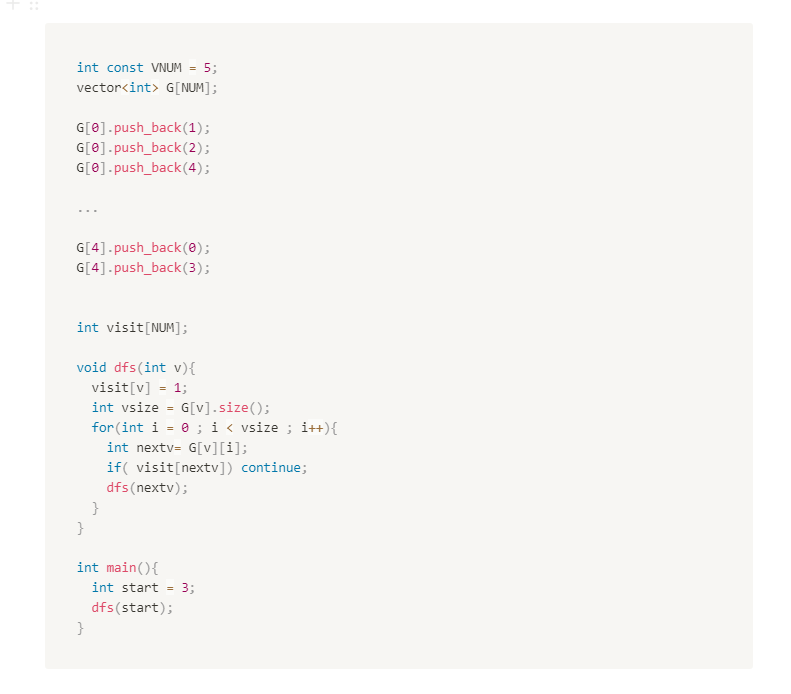 int const VNUM = 5;
vector<int> G[NUM];
G[0].push_back(1);
G[0].push_back(2);
G[0].push_back(4);
...
G[4].push_back(0);
G[4].push_back(3);
int visit[NUM];
void dfs(int v){
visit[v] = 1;
int vsize = G[v].size();
for(int i = 0 ; i < vsize ; i++){
int nextv= G[v][i];
if( visit[nextv]) continue;
dfs(nextv);
}
}
int main(){
int start = 3;
dfs(start);
}